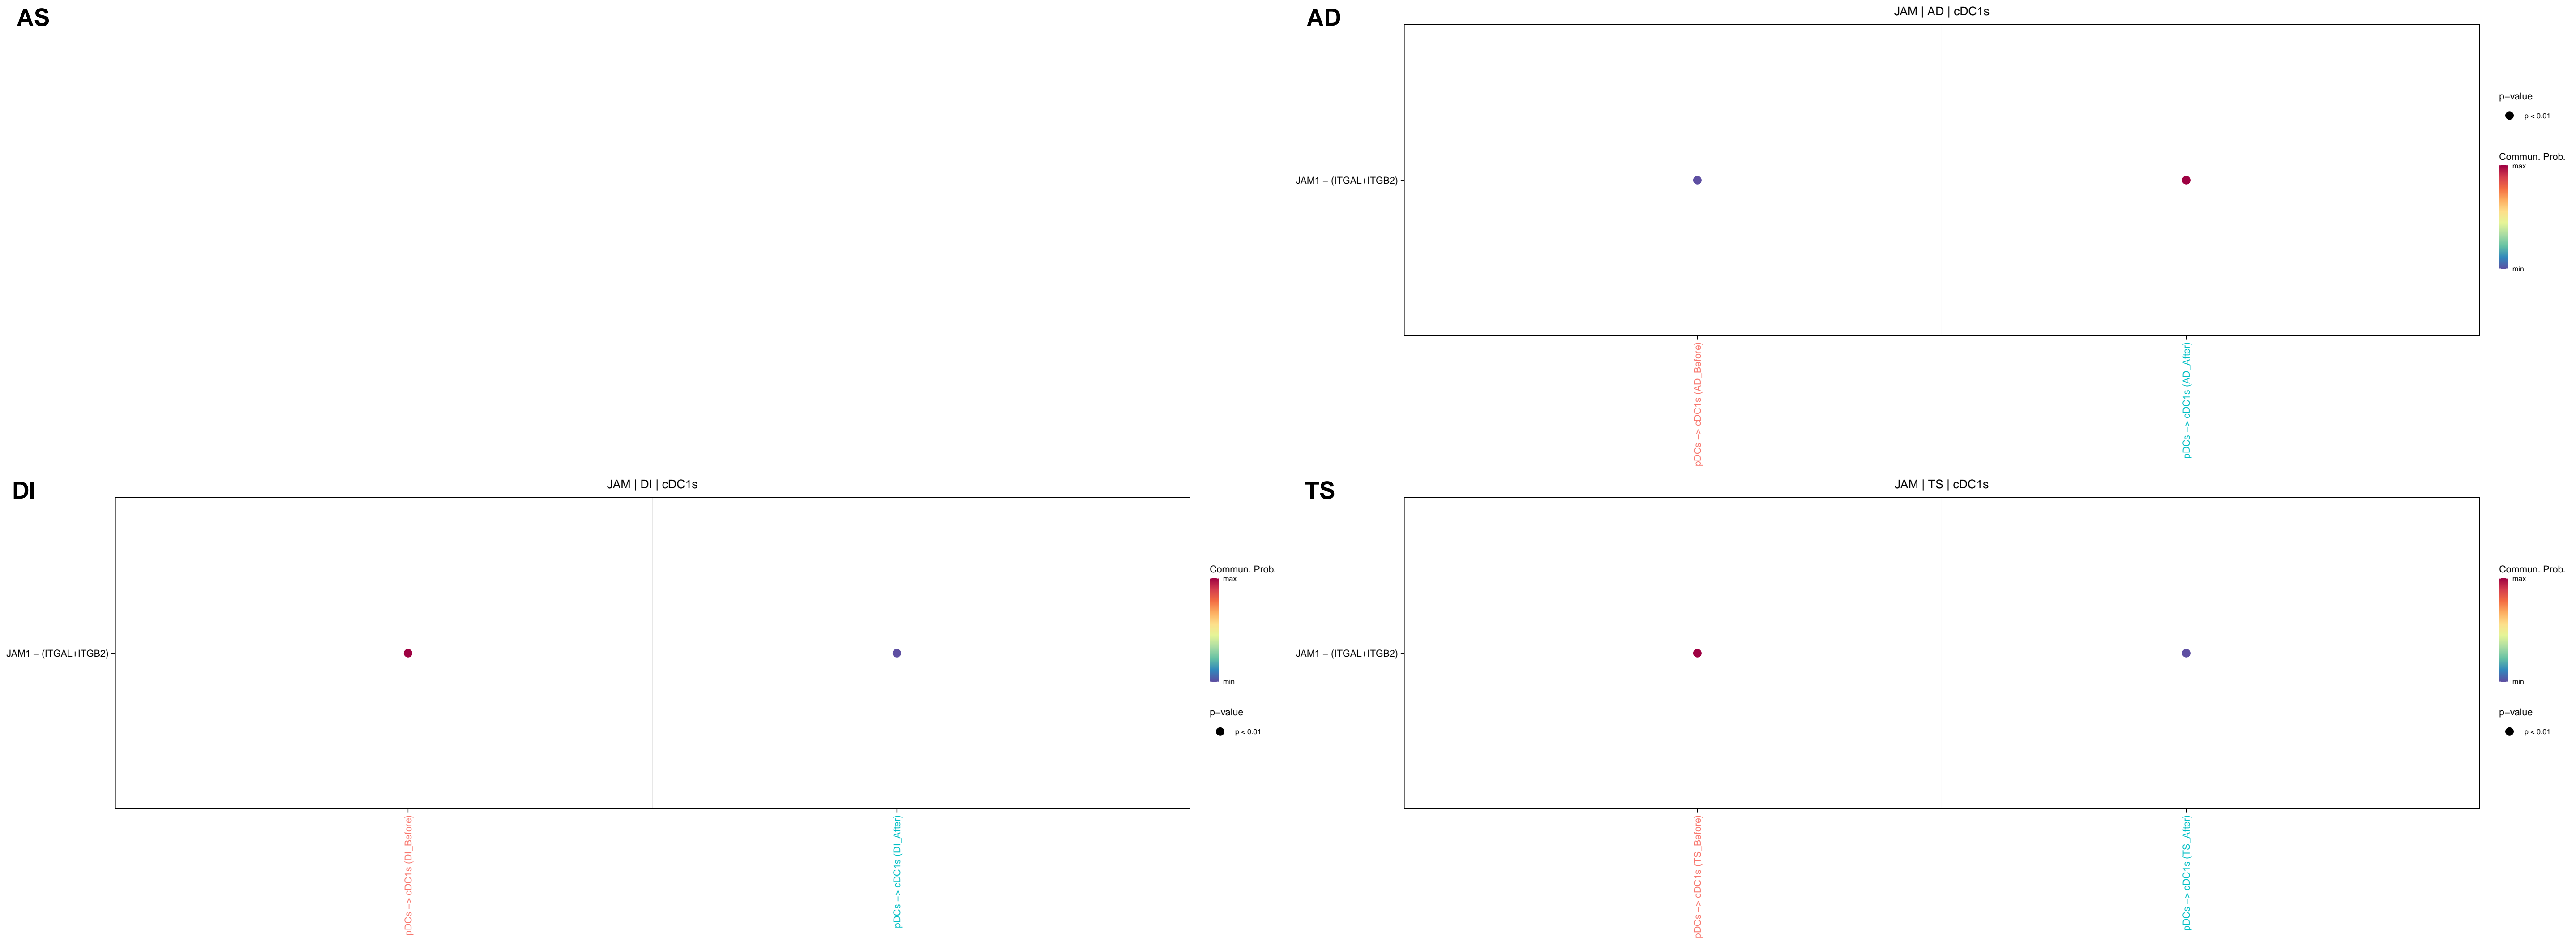 AS
AD
JAM | AD | cDC1s
JAM1 – (ITGAL+ITGB2)
pDCs –> cDC1s (AD_Before)
pDCs –> cDC1s (AD_After)
p–value
p < 0.01
Commun. Prob.
max
min
DI
JAM | DI | cDC1s
JAM1 – (ITGAL+ITGB2)
pDCs –> cDC1s (DI_Before)
pDCs –> cDC1s (DI_After)
Commun. Prob.
max
min
p–value
p < 0.01
TS
JAM | TS | cDC1s
JAM1 – (ITGAL+ITGB2)
pDCs –> cDC1s (TS_Before)
pDCs –> cDC1s (TS_After)
Commun. Prob.
max
min
p–value
p < 0.01